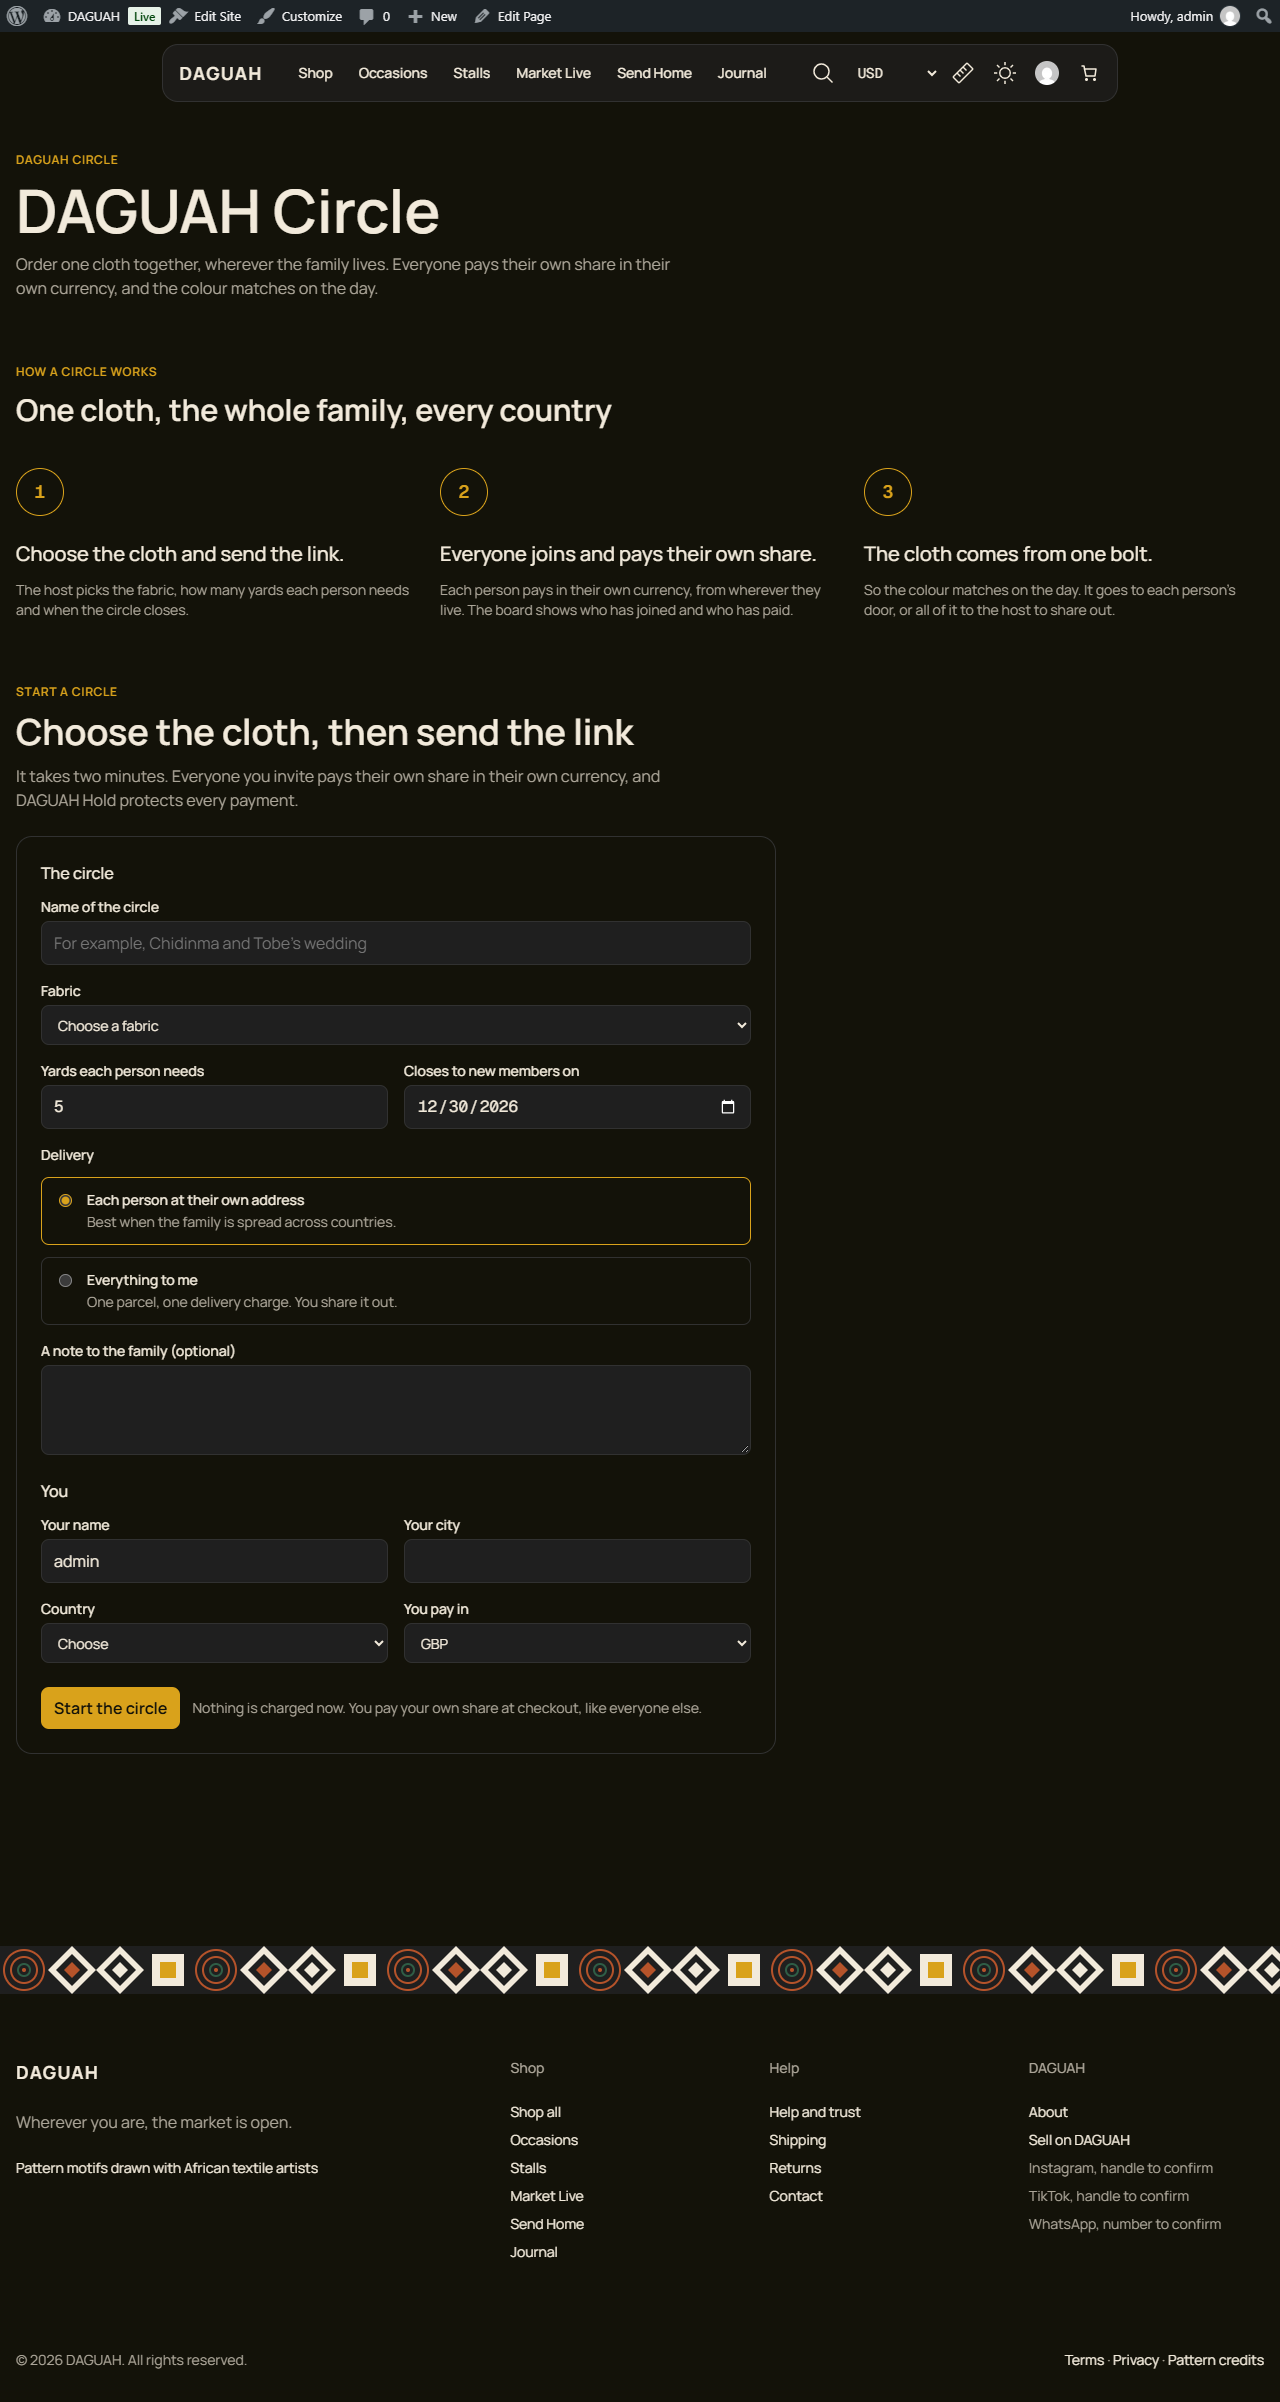 DAGUAH
Live
Edit Site
Customize
0
New
Edit Page
Howdy, admin
DAGUAH
Shop
Occasions
Stalls
Market Live
Send Home
Journal
USD
DAGUAH CIRCLE
DAGUAH Circle
Order one cloth together, wherever the family lives. Everyone pays their own share in their
own currency, and the colour matches on the day.
HOW A CIRCLE WORKS
One cloth, the whole family, every country
1
2
3
Choose the cloth and send the link.
The host picks the fabric, how many yards each person needs
and when the circle closes.
Everyone joins and pays their own share.
Each person pays in their own currency, from wherever they
live. The board shows who has joined and who has paid.
The cloth comes from one bolt.
So the colour matches on the day. It goes to each person's
door, or all of it to the host to share out.
START A CIRCLE
Choose the cloth, then send the link
It takes two minutes. Everyone you invite pays their own share in their own currency, and
DAGUAH Hold protects every payment.
The circle
Name of the circle
For example, Chidinma and Tobe's wedding
Fabric
Choose a fabric
Yards each person needs
Closes to new members on
5
12/30/2026
Delivery
Each person at their own address
Best when the family is spread across countries.
Everything to me
One parcel, one delivery charge. You share it out.
A note to the family (optional)
You
Your name
Your city
admin
Country
You pay in
Choose
GBP
Start the circle
Nothing is charged now. You pay your own share at checkout, like everyone else.
DAGUAH
Wherever you are, the market is open.
Pattern motifs drawn with African textile artists
Shop
Shop all
Occasions
Stalls
Market Live
Send Home
Journal
Help
Help and trust
Shipping
Returns
Contact
DAGUAH
About
Sell on DAGUAH
Instagram, handle to confirm
TikTok, handle to confirm
WhatsApp, number to confirm
© 2026 DAGUAH. All rights reserved.
Terms · Privacy · Pattern credits